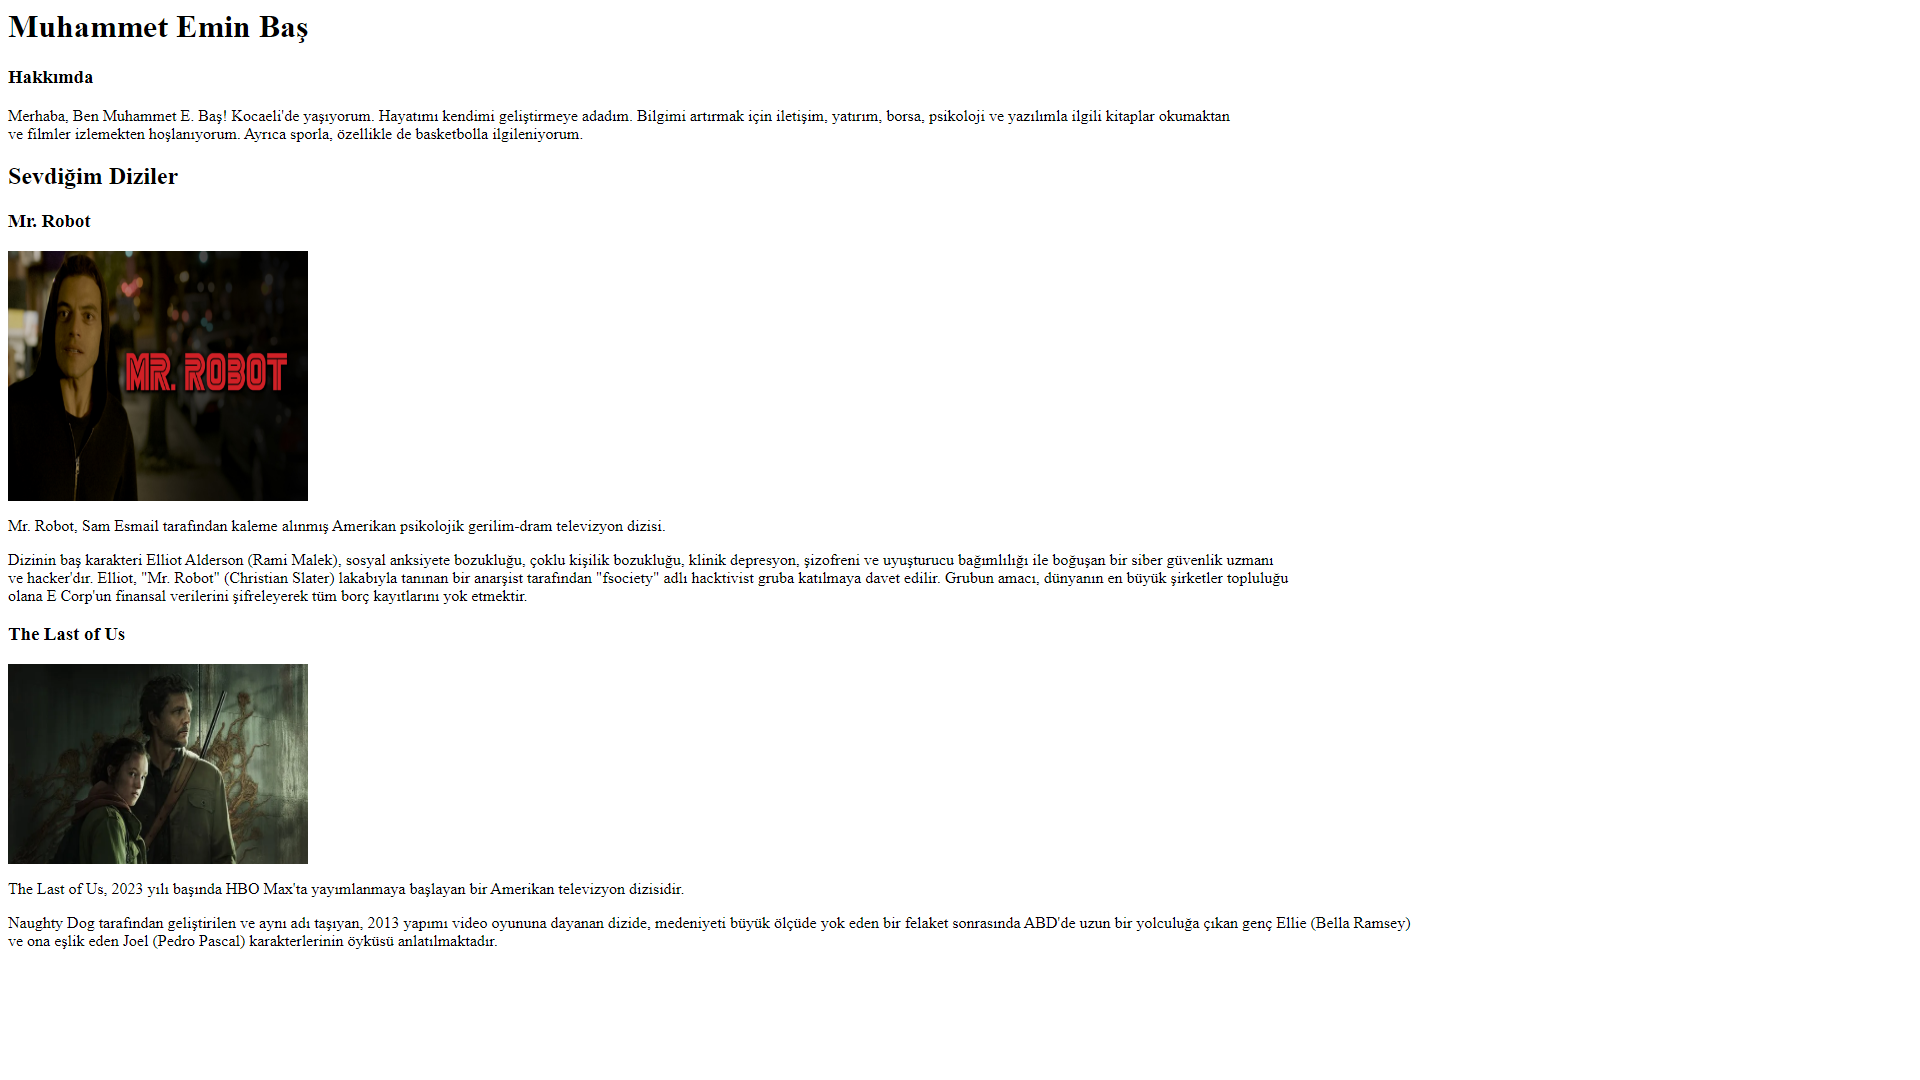 Muhammet Emin Baş
Hakkımda
Merhaba, Ben Muhammet E. Baş! Kocaeli'de yaşıyorum. Hayatımı kendimi geliştirmeye adadım. Bilgimi artırmak için iletişim, yatırım, borsa, psikoloji ve yazılımla ilgili kitaplar okumaktan
ve filmler izlemekten hoşlanıyorum. Ayrıca sporla, özellikle de basketbolla ilgileniyorum.
Sevdiğim Diziler
Mr. Robot
MR. ROBOT
Mr. Robot, Sam Esmail tarafından kaleme alınmış Amerikan psikolojik gerilim-dram televizyon dizisi.
Dizinin baş karakteri Elliot Alderson (Rami Malek), sosyal anksiyete bozukluğu, çoklu kişilik bozukluğu, klinik depresyon, şizofreni ve uyuşturucu bağımlılığı ile boğuşan bir siber güvenlik uzmanı
ve hacker'dır. Elliot, "Mr. Robot" (Christian Slater) lakabıyla tanınan bir anarşist tarafından "fsociety" adlı hacktivist gruba katılmaya davet edilir. Grubun amacı, dünyanın en büyük şirketler topluluğu
olana E Corp'un finansal verilerini şifreleyerek tüm borç kayıtlarını yok etmektir.
The Last of Us
The Last of Us, 2023 yılı başında HBO Max'ta yayımlanmaya başlayan bir Amerikan televizyon dizisidir.
Naughty Dog tarafından geliştirilen ve aynı adı taşıyan, 2013 yapımı video oyununa dayanan dizide, medeniyeti büyük ölçüde yok eden bir felaket sonrasında ABD'de uzun bir yolculuğa çıkan genç Ellie (Bella Ramsey)
ve ona eşlik eden Joel (Pedro Pascal) karakterlerinin öyküsü anlatılmaktadır.